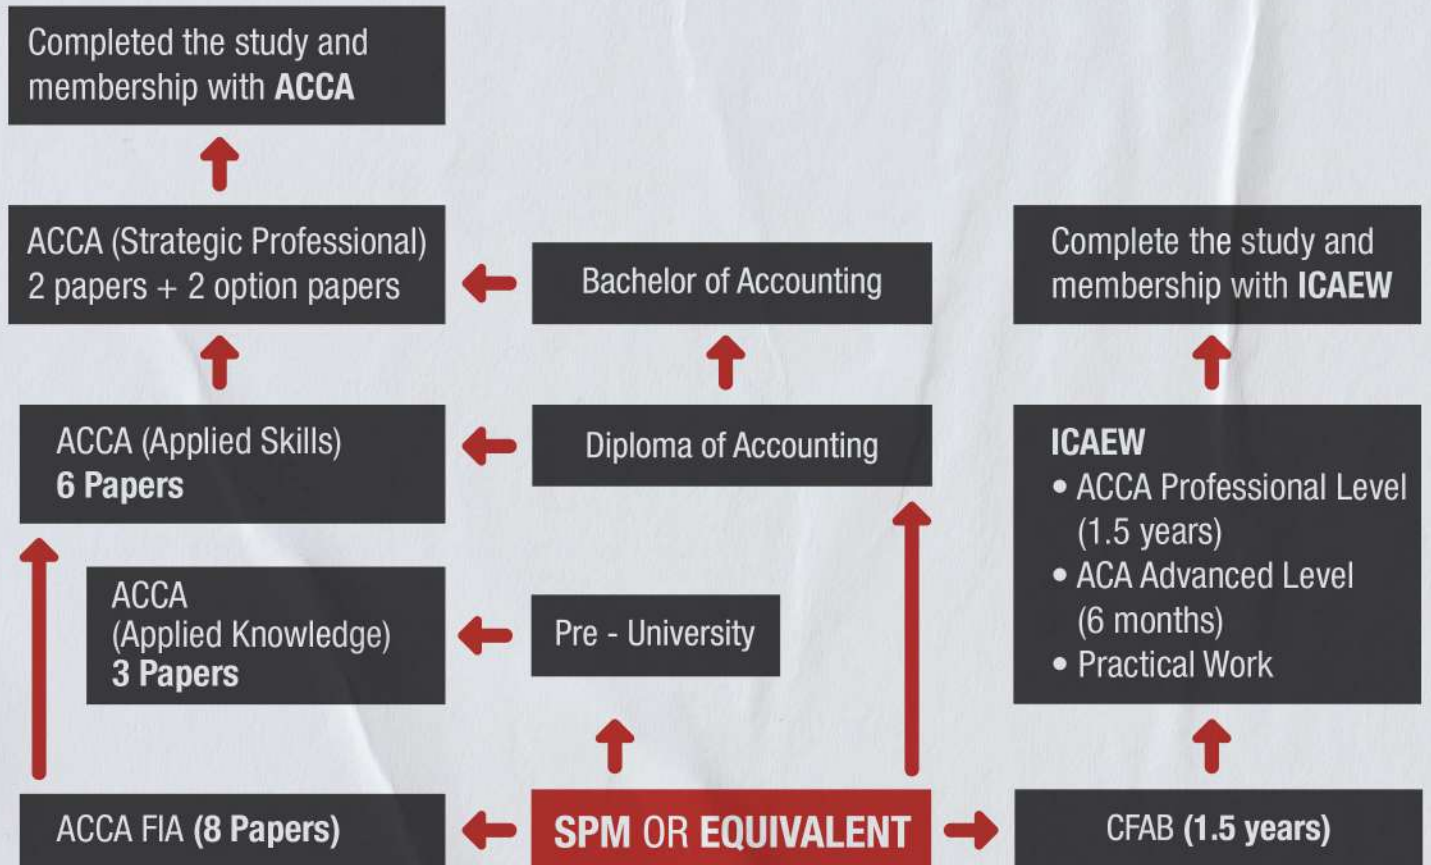 Completed the study and
membership with ACCA
ACCA (Strategic Professional)
2 papers + 2 option papers
Bachelor of Accounting
Complete the study and
membership with ICAEW
ACCA (Applied Skills)
6 Papers
Diploma of Accounting
ICAEW
• ACCA Professional Level
(1.5 years)
• ACA Advanced Level
(6 months)
• Practical Work
ACCA
(Applied Knowledge)
3 Papers
Pre - University
ACCA FIA (8 Papers)
SPM OR EQUIVALENT
CFAB (1.5 years)